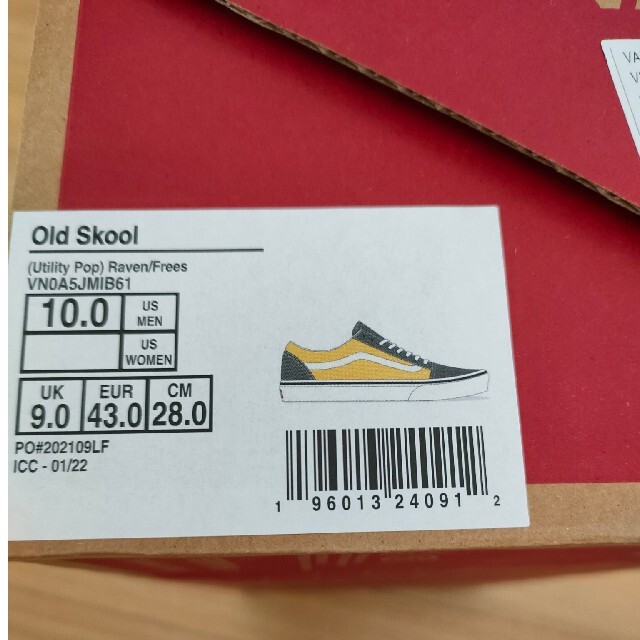 Old Skool
(Utility Pop) Raven/Frees
VN0A5JMIB61
10.0 US MEN
US WOMEN
UK 9.0 EUR 43.0 CM 28.0
PO#202109LF
ICC - 01/22
1 96013 24091 2
VA